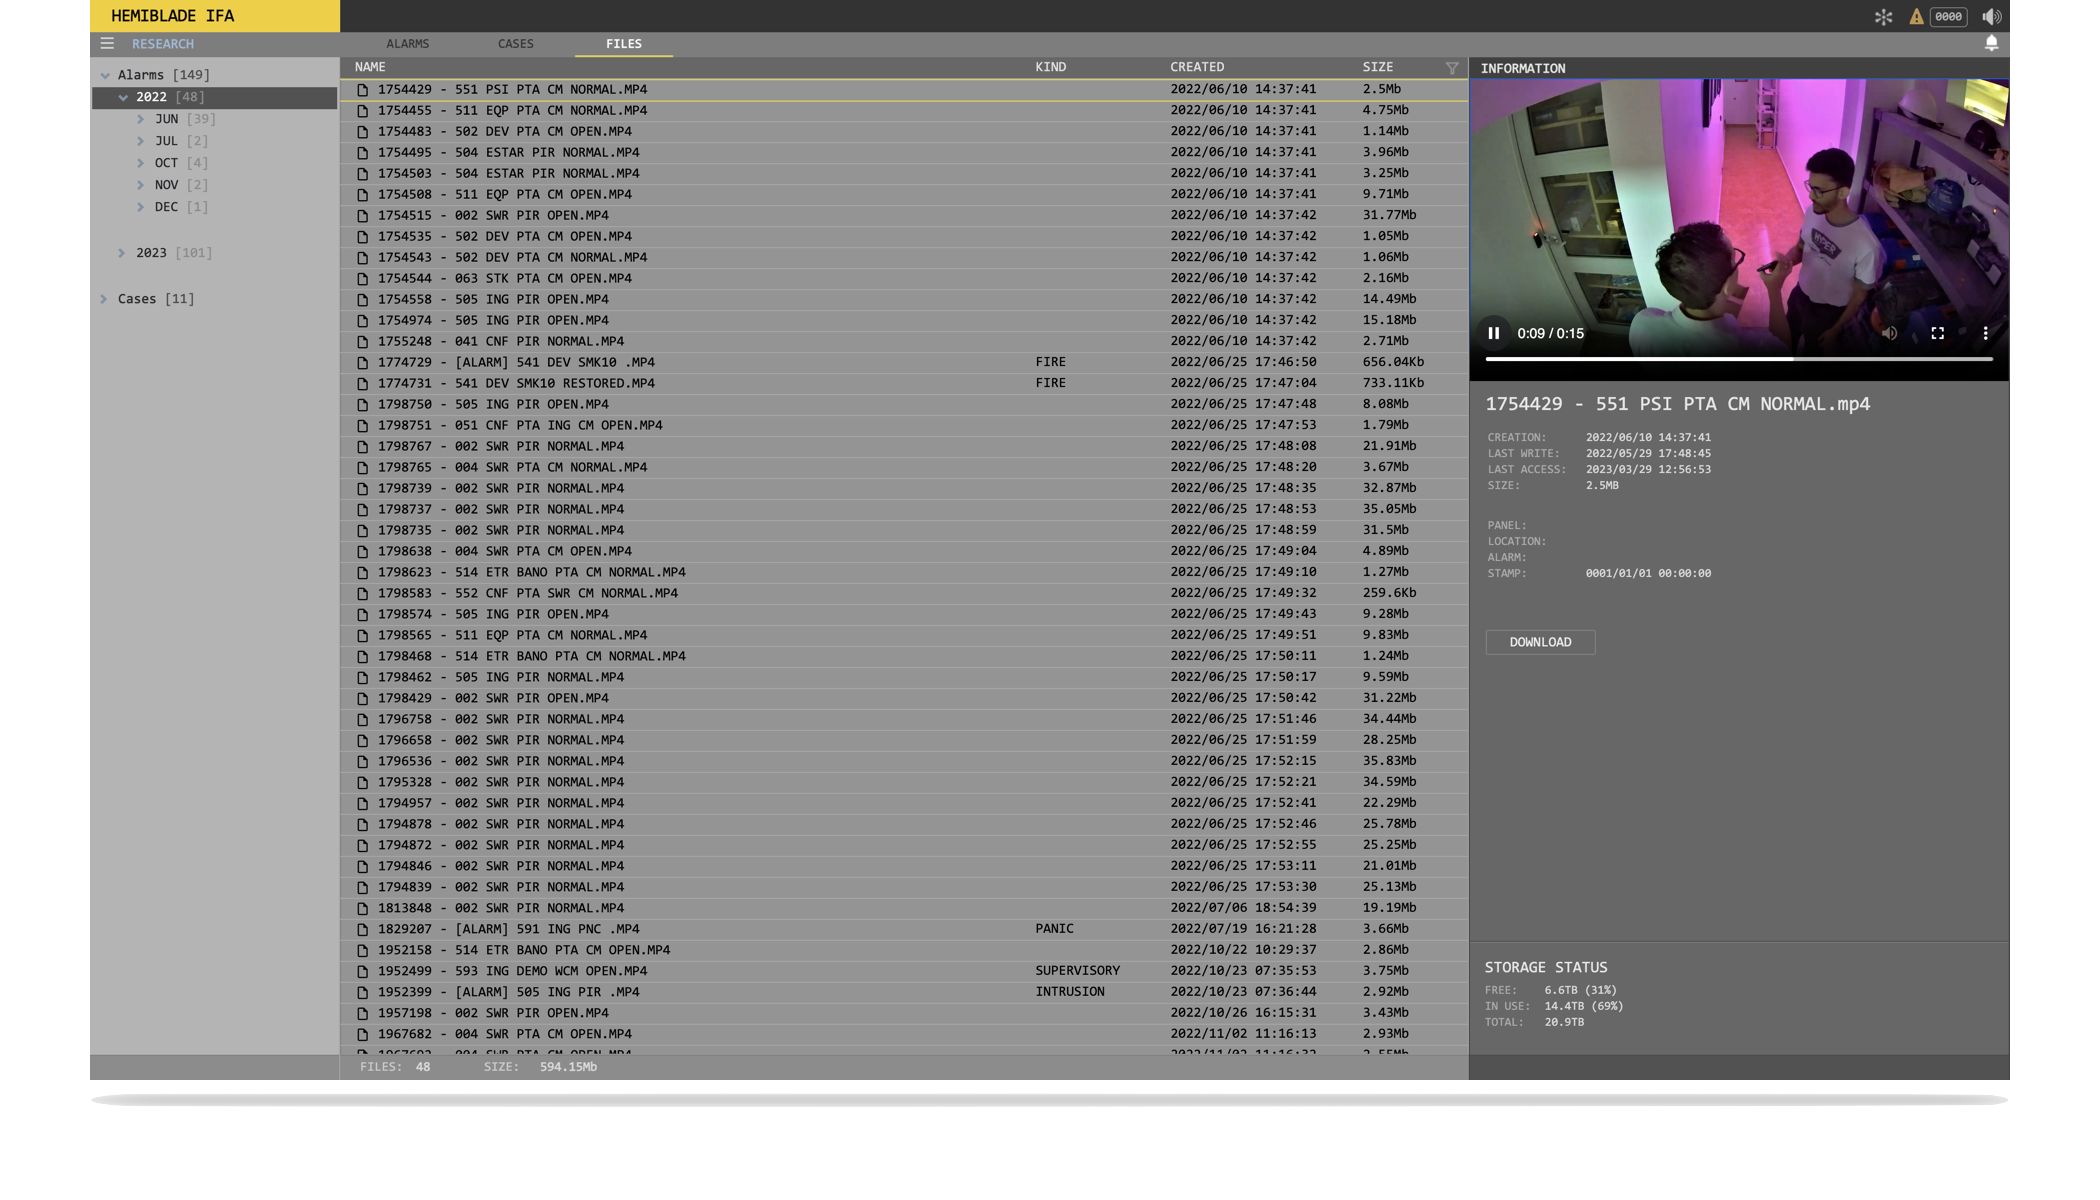 HEMIBLADE IFA
0000
RESEARCH
ALARMS CASES FILES
Alarms [149]
2022 [48]
JUN [39]
JUL [2]
OCT [4]
NOV [2]
DEC [1]
2023 [101]
Cases [11]
NAME KIND CREATED SIZE
1754429 - 551 PSI PTA CM NORMAL.MP4 2022/06/10 14:37:41 2.5Mb
1754455 - 511 EQP PTA CM NORMAL.MP4 2022/06/10 14:37:41 4.75Mb
1754483 - 502 DEV PTA CM OPEN.MP4 2022/06/10 14:37:41 1.14Mb
1754495 - 504 ESTAR PIR NORMAL.MP4 2022/06/10 14:37:41 3.96Mb
1754503 - 504 ESTAR PIR NORMAL.MP4 2022/06/10 14:37:41 3.25Mb
1754508 - 511 EQP PTA CM OPEN.MP4 2022/06/10 14:37:41 9.71Mb
1754515 - 002 SWR PIR OPEN.MP4 2022/06/10 14:37:42 31.77Mb
1754535 - 502 DEV PTA CM OPEN.MP4 2022/06/10 14:37:42 1.05Mb
1754543 - 502 DEV PTA CM NORMAL.MP4 2022/06/10 14:37:42 1.06Mb
1754544 - 063 STK PTA CM OPEN.MP4 2022/06/10 14:37:42 2.16Mb
1754558 - 505 ING PIR OPEN.MP4 2022/06/10 14:37:42 14.49Mb
1754974 - 505 ING PIR OPEN.MP4 2022/06/10 14:37:42 15.18Mb
1755248 - 041 CNF PIR NORMAL.MP4 2022/06/10 14:37:42 2.71Mb
1774729 - [ALARM] 541 DEV SMK10 .MP4 FIRE 2022/06/25 17:46:50 656.04Kb
1774731 - 541 DEV SMK10 RESTORED.MP4 FIRE 2022/06/25 17:47:04 733.11Kb
1798750 - 505 ING PIR OPEN.MP4 2022/06/25 17:47:48 8.08Mb
1798751 - 051 CNF PTA ING CM OPEN.MP4 2022/06/25 17:47:53 1.79Mb
1798767 - 002 SWR PIR NORMAL.MP4 2022/06/25 17:48:08 21.91Mb
1798765 - 004 SWR PTA CM NORMAL.MP4 2022/06/25 17:48:20 3.67Mb
1798739 - 002 SWR PIR NORMAL.MP4 2022/06/25 17:48:35 32.87Mb
1798737 - 002 SWR PIR NORMAL.MP4 2022/06/25 17:48:53 35.05Mb
1798735 - 002 SWR PIR NORMAL.MP4 2022/06/25 17:48:59 31.5Mb
1798638 - 004 SWR PTA CM OPEN.MP4 2022/06/25 17:49:04 4.89Mb
1798623 - 514 ETR BANO PTA CM NORMAL.MP4 2022/06/25 17:49:10 1.27Mb
1798583 - 552 CNF PTA SWR CM NORMAL.MP4 2022/06/25 17:49:32 259.6Kb
1798574 - 505 ING PIR OPEN.MP4 2022/06/25 17:49:43 9.28Mb
1798565 - 511 EQP PTA CM NORMAL.MP4 2022/06/25 17:49:51 9.83Mb
1798468 - 514 ETR BANO PTA CM NORMAL.MP4 2022/06/25 17:50:11 1.24Mb
1798462 - 505 ING PIR NORMAL.MP4 2022/06/25 17:50:17 9.59Mb
1798429 - 002 SWR PIR OPEN.MP4 2022/06/25 17:50:42 31.22Mb
1796758 - 002 SWR PIR NORMAL.MP4 2022/06/25 17:51:46 34.44Mb
1796658 - 002 SWR PIR NORMAL.MP4 2022/06/25 17:51:59 28.25Mb
1796536 - 002 SWR PIR NORMAL.MP4 2022/06/25 17:52:15 35.83Mb
1795328 - 002 SWR PIR NORMAL.MP4 2022/06/25 17:52:21 34.59Mb
1794957 - 002 SWR PIR NORMAL.MP4 2022/06/25 17:52:41 22.29Mb
1794878 - 002 SWR PIR NORMAL.MP4 2022/06/25 17:52:46 25.78Mb
1794872 - 002 SWR PIR NORMAL.MP4 2022/06/25 17:52:55 25.25Mb
1794846 - 002 SWR PIR NORMAL.MP4 2022/06/25 17:53:11 21.01Mb
1794839 - 002 SWR PIR NORMAL.MP4 2022/06/25 17:53:30 25.13Mb
1813848 - 002 SWR PIR NORMAL.MP4 2022/07/06 18:54:39 19.19Mb
1829207 - [ALARM] 591 ING PNC .MP4 PANIC 2022/07/19 16:21:28 3.66Mb
1952158 - 514 ETR BANO PTA CM OPEN.MP4 2022/10/22 10:29:37 2.86Mb
1952499 - 593 ING DEMO WCM OPEN.MP4 SUPERVISORY 2022/10/23 07:35:53 3.75Mb
1952399 - [ALARM] 505 ING PIR .MP4 INTRUSION 2022/10/23 07:36:44 2.92Mb
1957198 - 002 SWR PIR OPEN.MP4 2022/10/26 16:15:31 3.43Mb
1967682 - 004 SWR PTA CM OPEN.MP4 2022/11/02 11:16:13 2.93Mb
FILES: 48 SIZE: 594.15Mb
INFORMATION
HYPER
0:09 / 0:15
1754429 - 551 PSI PTA CM NORMAL.mp4
CREATION: 2022/06/10 14:37:41
LAST WRITE: 2022/05/29 17:48:45
LAST ACCESS: 2023/03/29 12:56:53
SIZE: 2.5MB
PANEL:
LOCATION:
ALARM:
STAMP: 0001/01/01 00:00:00
DOWNLOAD
STORAGE STATUS
FREE: 6.6TB (31%)
IN USE: 14.4TB (69%)
TOTAL: 20.9TB